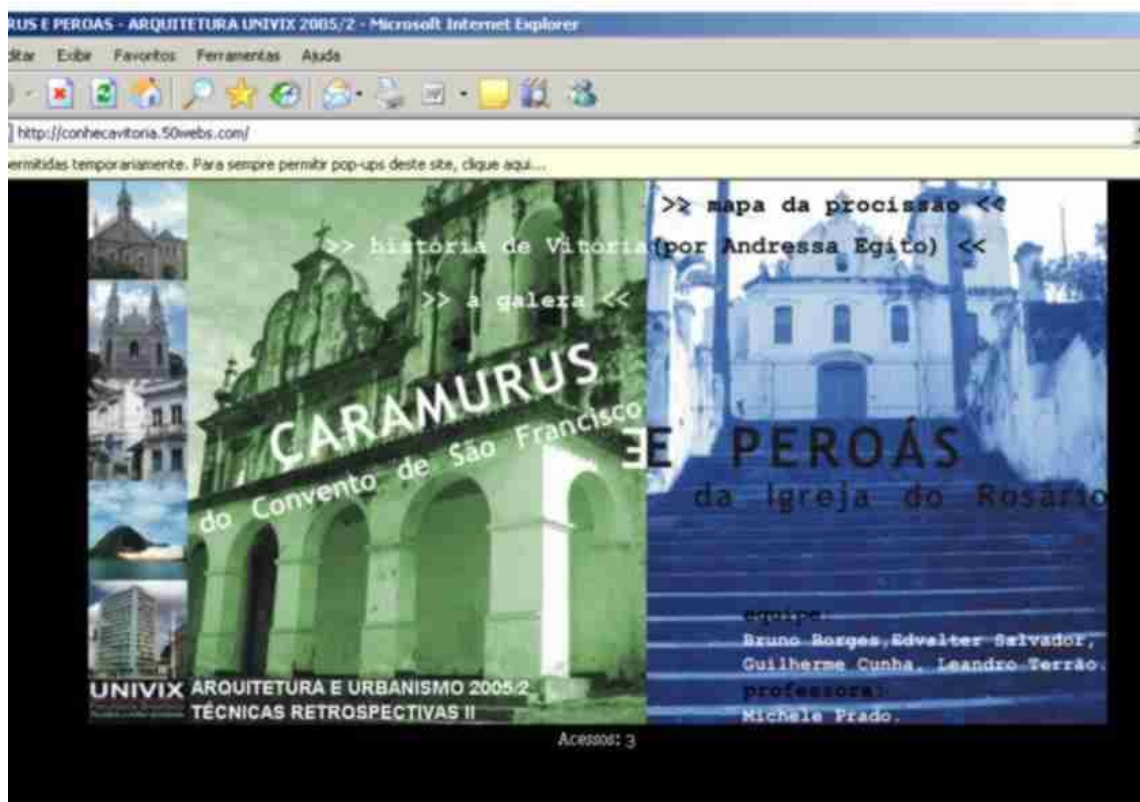 RUS E PEROAS - ARQUITETURA UNIVIX 2005/2 - Microsoft Internet Explorer
ditar Exibir Favoritos Ferramentas Ajuda
http://conhecavitoria.50webs.com/
ermitidas temporariamente. Para sempre permitir pop-ups deste site, clique aqui...
>> mapa da procissão <<
>> história de Vitória (por Andressa Egito) <<
>> a galera <<
CARAMURUS
do Convento de São Francisco
E PEROÁS
da Igreja do Rosário
equipe:
Bruno Borges, Edvalter Salvador,
Guilherme Cunha, Leandro Terrão.
professora:
Michele Prado.
UNIVIX ARQUITETURA E URBANISMO 2005/2
TÉCNICAS RETROSPECTIVAS II
Acessos: 3